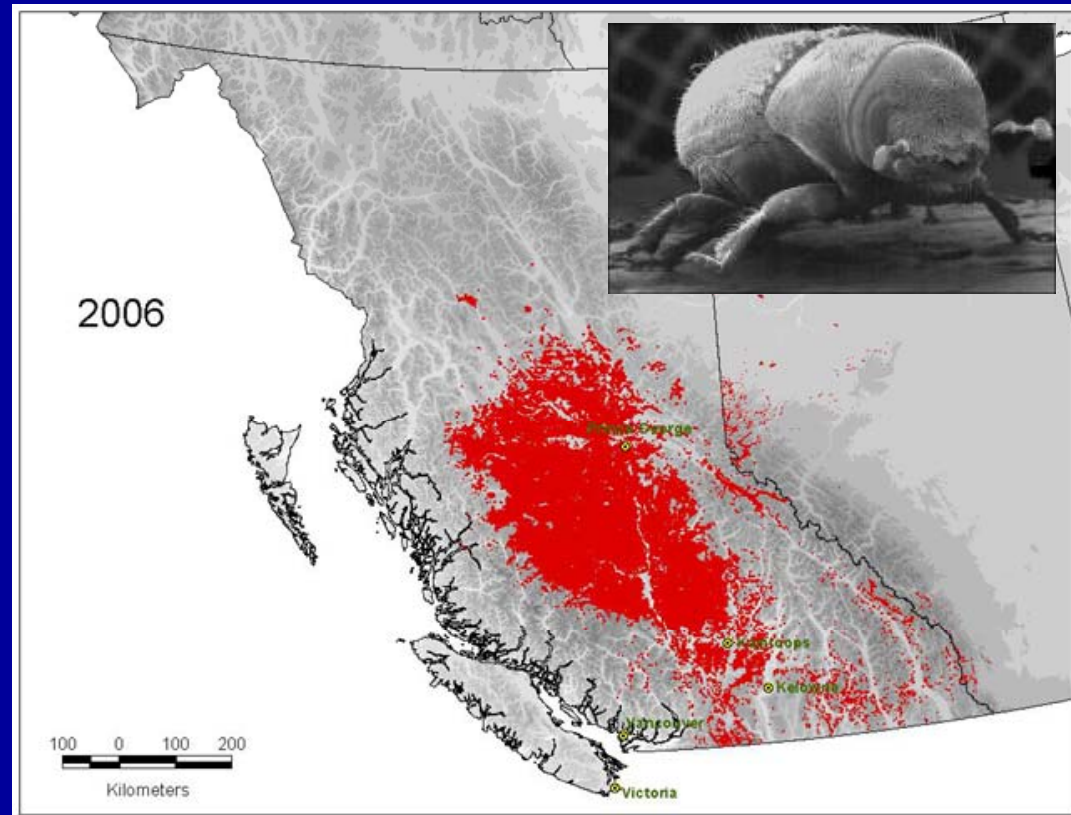 2006
Prince George
Kamloops
Kelowna
Vancouver
100 0 100 200
Kilometers
Victoria